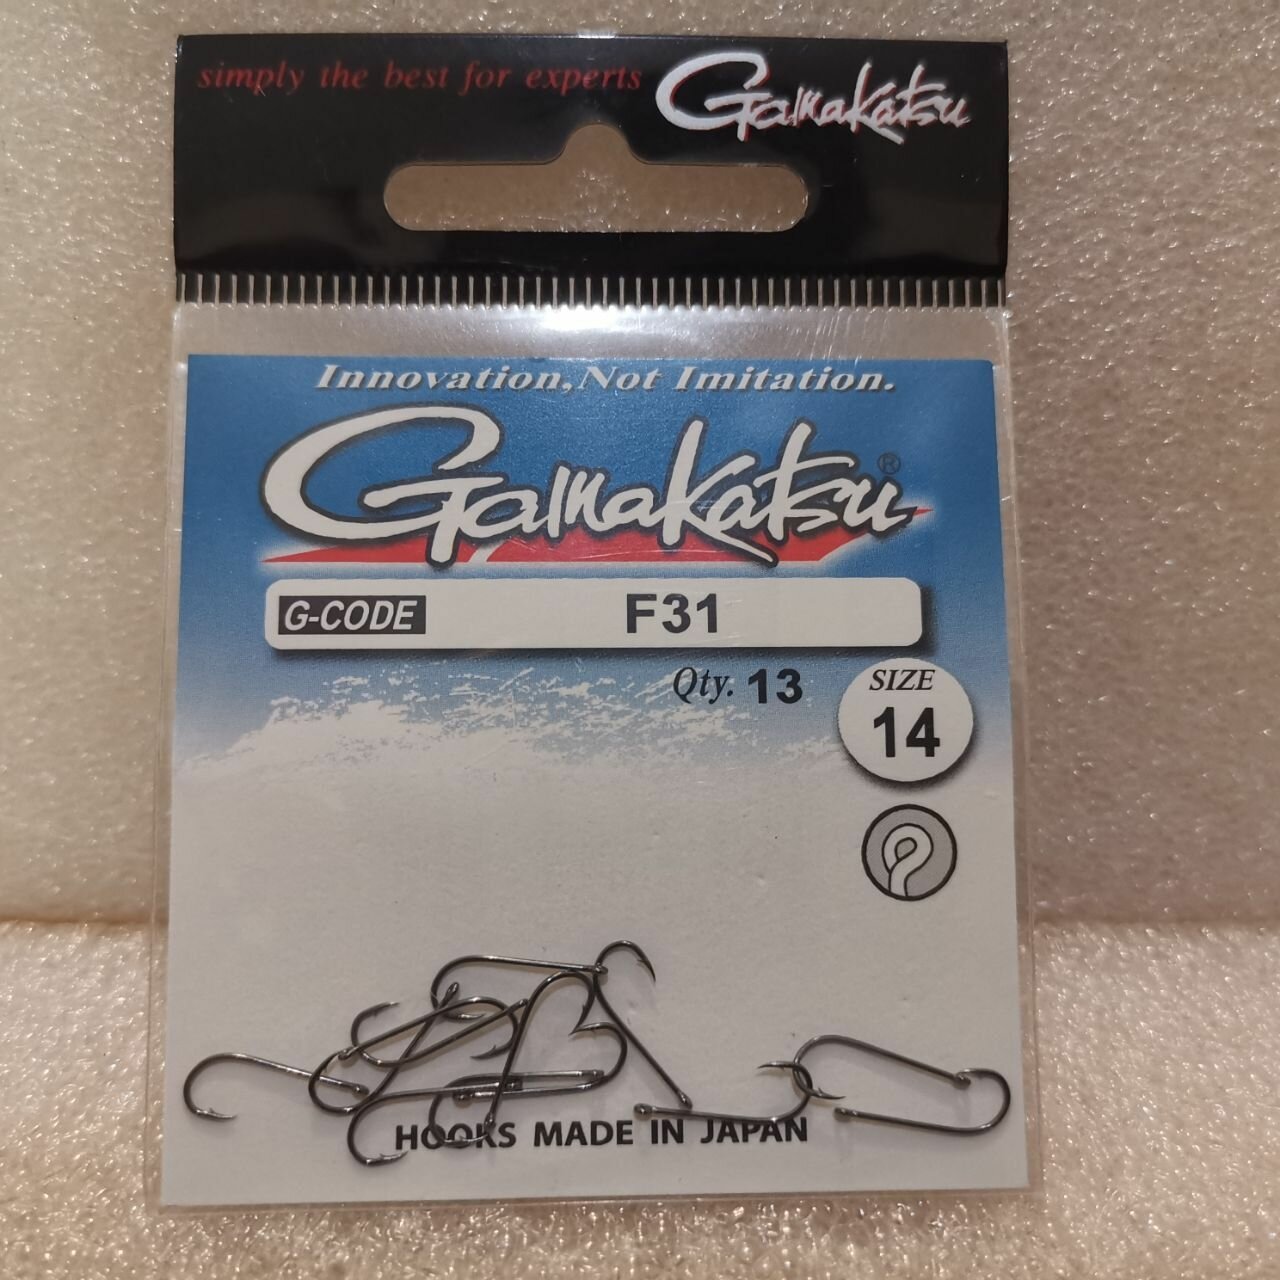 simply the best for experts Gamakatsu
Innovation, Not Imitation.
Gamakatsu®
G-CODE F31
Qty. 13
SIZE
14
HOOKS MADE IN JAPAN